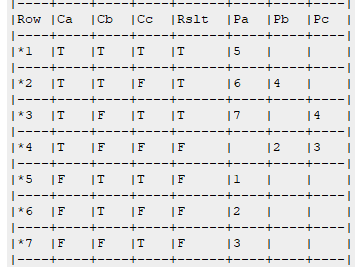 |Row |Ca |Cb |Cc |Rslt |Pa |Pb |Pc |
|----+----+----+----+-----+----+----+----|
|*1 |T |T |T |T |5 | | |
|----+----+----+----+-----+----+----+----|
|*2 |T |T |F |T |6 |4 | |
|----+----+----+----+-----+----+----+----|
|*3 |T |F |T |T |7 | |4 |
|----+----+----+----+-----+----+----+----|
|*4 |T |F |F |F | |2 |3 |
|----+----+----+----+-----+----+----+----|
|*5 |F |T |T |F |1 | | |
|----+----+----+----+-----+----+----+----|
|*6 |F |T |F |F |2 | | |
|----+----+----+----+-----+----+----+----|
|*7 |F |F |T |F |3 | | |
|----+----+----+----+-----+----+----+----|